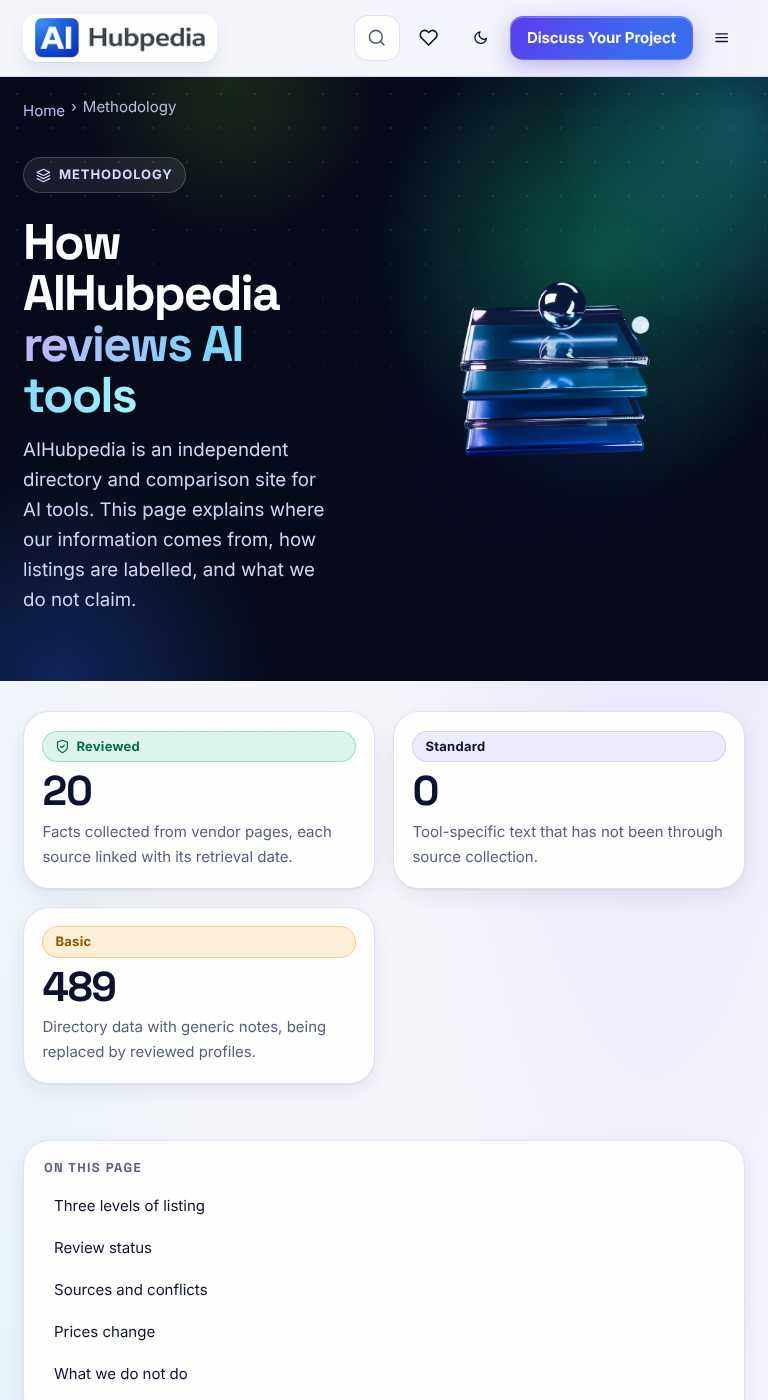 AI Hubpedia
Discuss Your Project
Home › Methodology
METHODOLOGY
How
AIHubpedia
reviews AI
tools
AIHubpedia is an independent
directory and comparison site for
AI tools. This page explains where
our information comes from, how
listings are labelled, and what we
do not claim.
Reviewed
20
Facts collected from vendor pages, each
source linked with its retrieval date.
Standard
0
Tool-specific text that has not been through
source collection.
Basic
489
Directory data with generic notes, being
replaced by reviewed profiles.
ON THIS PAGE
Three levels of listing
Review status
Sources and conflicts
Prices change
What we do not do